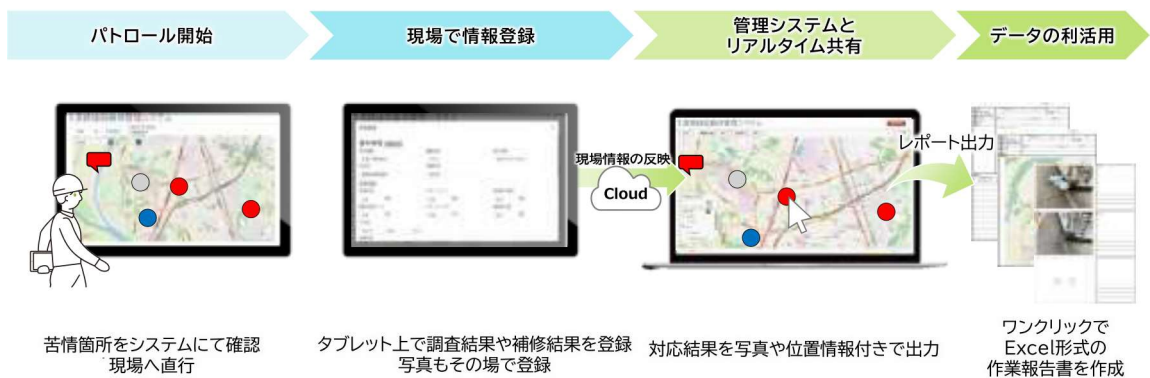 パトロール開始
現場で情報登録
管理システムと
リアルタイム共有
データの利活用
現場情報の反映
Cloud
レポート出力
苦情箇所をシステムにて確認
現場へ直行
タブレット上で調査結果や補修結果を登録
写真もその場で登録
対応結果を写真や位置情報付きで出力
ワンクリックで
Excel形式の
作業報告書を作成